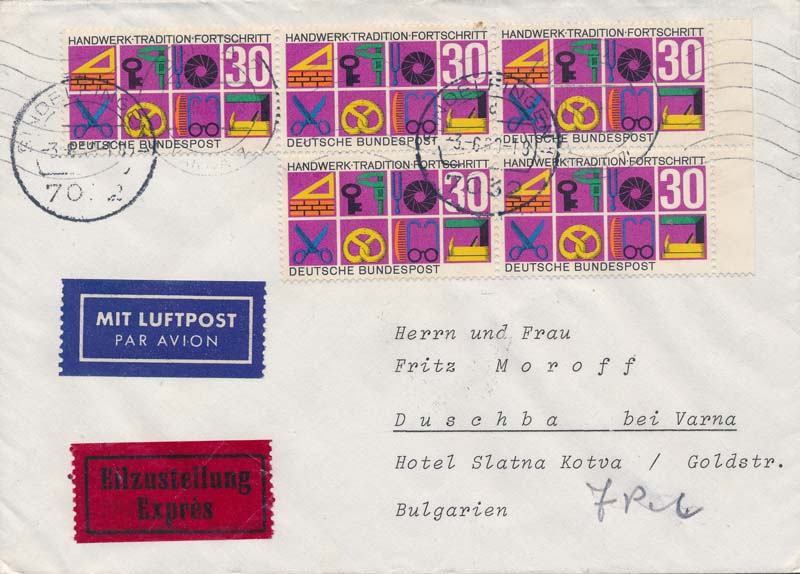 HANDWERK·TRADITION·FORTSCHRITT
30
DEUTSCHE BUNDESPOST
HANDWERK·TRADITION·FORTSCHRITT
30
DEUTSCHE BUNDESPOST
HANDWERK·TRADITION·FORTSCHRITT
30
DEUTSCHE BUNDESPOST
HANDWERK·TRADITION·FORTSCHRITT
30
DEUTSCHE BUNDESPOST
HANDWERK·TRADITION·FORTSCHRITT
30
DEUTSCHE BUNDESPOST
7032
MIT LUFTPOST
PAR AVION
Eilzustellung
Exprès
Herrn und Frau
Fritz Moroff
Duschba bei Varna
Hotel Slatna Kotva / Goldstr.
Bulgarien